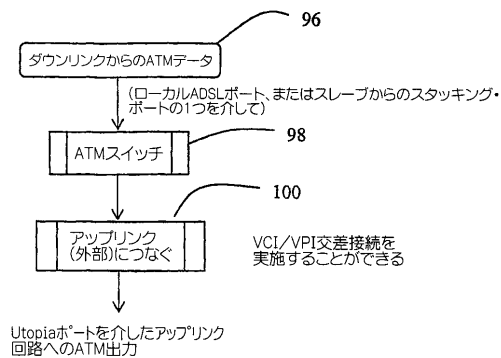 96
ダウンリンクからのATMデータ
(ローカルADSLポート、またはスレーブからのスタッキング・
ポートの1つを介して)
98
ATMスイッチ
100
アップリンク
(外部)につなぐ
VCI/VPI交差接続を
実施することができる
Utopiaポートを介したアップリンク
回路へのATM出力